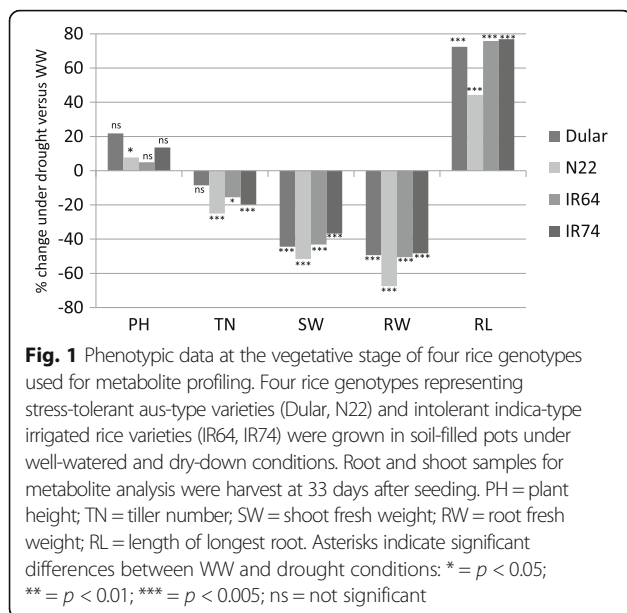 80
60
40
20
0
-20
-40
-60
-80
% change under drought versus WW
ns
*
ns
ns
ns
***
*
***
***
***
***
***
***
***
***
***
***
***
***
***
PH TN SW RW RL
Dular
N22
IR64
IR74
Fig. 1 Phenotypic data at the vegetative stage of four rice genotypes
used for metabolite profiling. Four rice genotypes representing
stress-tolerant aus-type varieties (Dular, N22) and intolerant indica-type
irrigated rice varieties (IR64, IR74) were grown in soil-filled pots under
well-watered and dry-down conditions. Root and shoot samples for
metabolite analysis were harvest at 33 days after seeding. PH = plant
height; TN = tiller number; SW = shoot fresh weight; RW = root fresh
weight; RL = length of longest root. Asterisks indicate significant
differences between WW and drought conditions: * = p < 0.05;
** = p < 0.01; *** = p < 0.005; ns = not significant